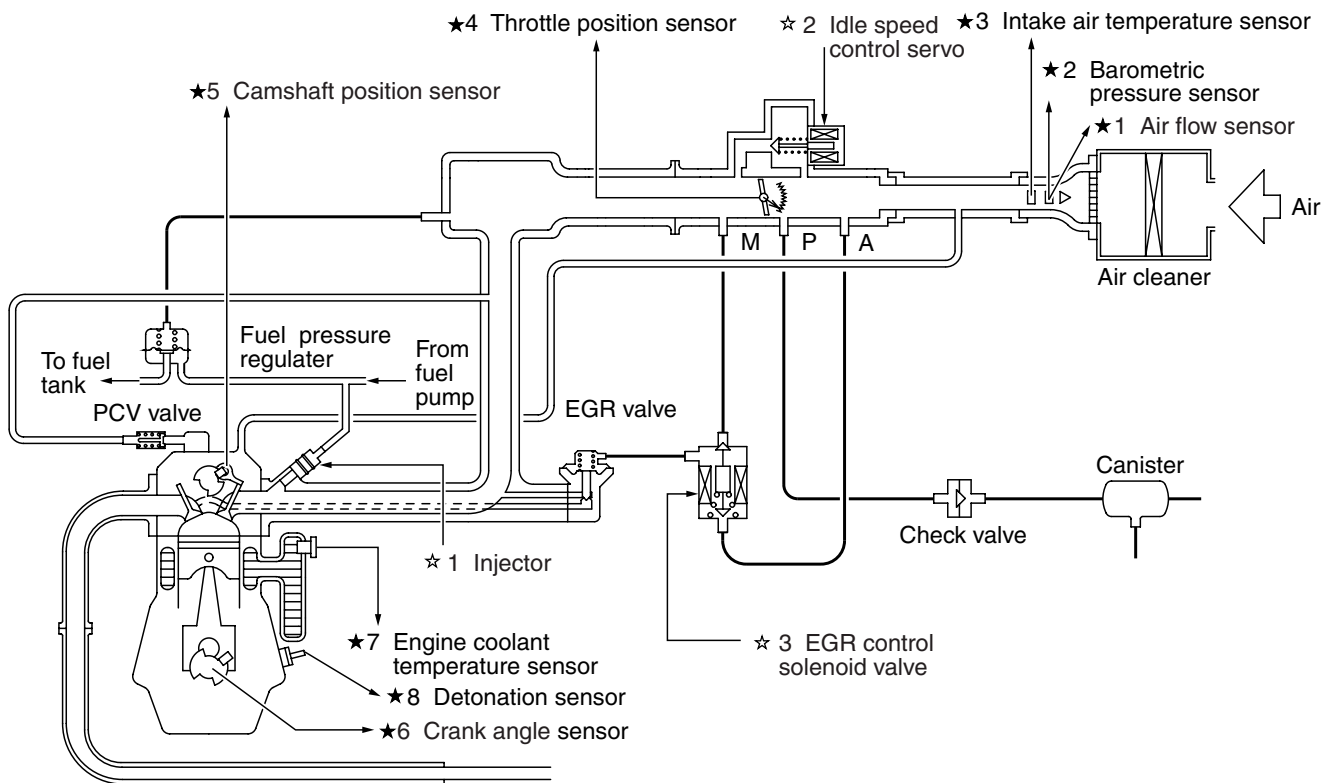 ★4 Throttle position sensor
☆ 2 Idle speed
control servo
★3 Intake air temperature sensor
★2 Barometric
pressure sensor
★1 Air flow sensor
★5 Camshaft position sensor
Air
M P A
Air cleaner
Fuel pressure
regulater
To fuel
tank
From
fuel
pump
PCV valve
EGR valve
Canister
Check valve
☆ 1 Injector
★7 Engine coolant
temperature sensor
☆ 3 EGR control
solenoid valve
★8 Detonation sensor
★6 Crank angle sensor